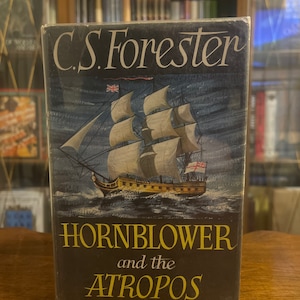 C.S. Forester
HORNBLOWER
and the
ATROPOS